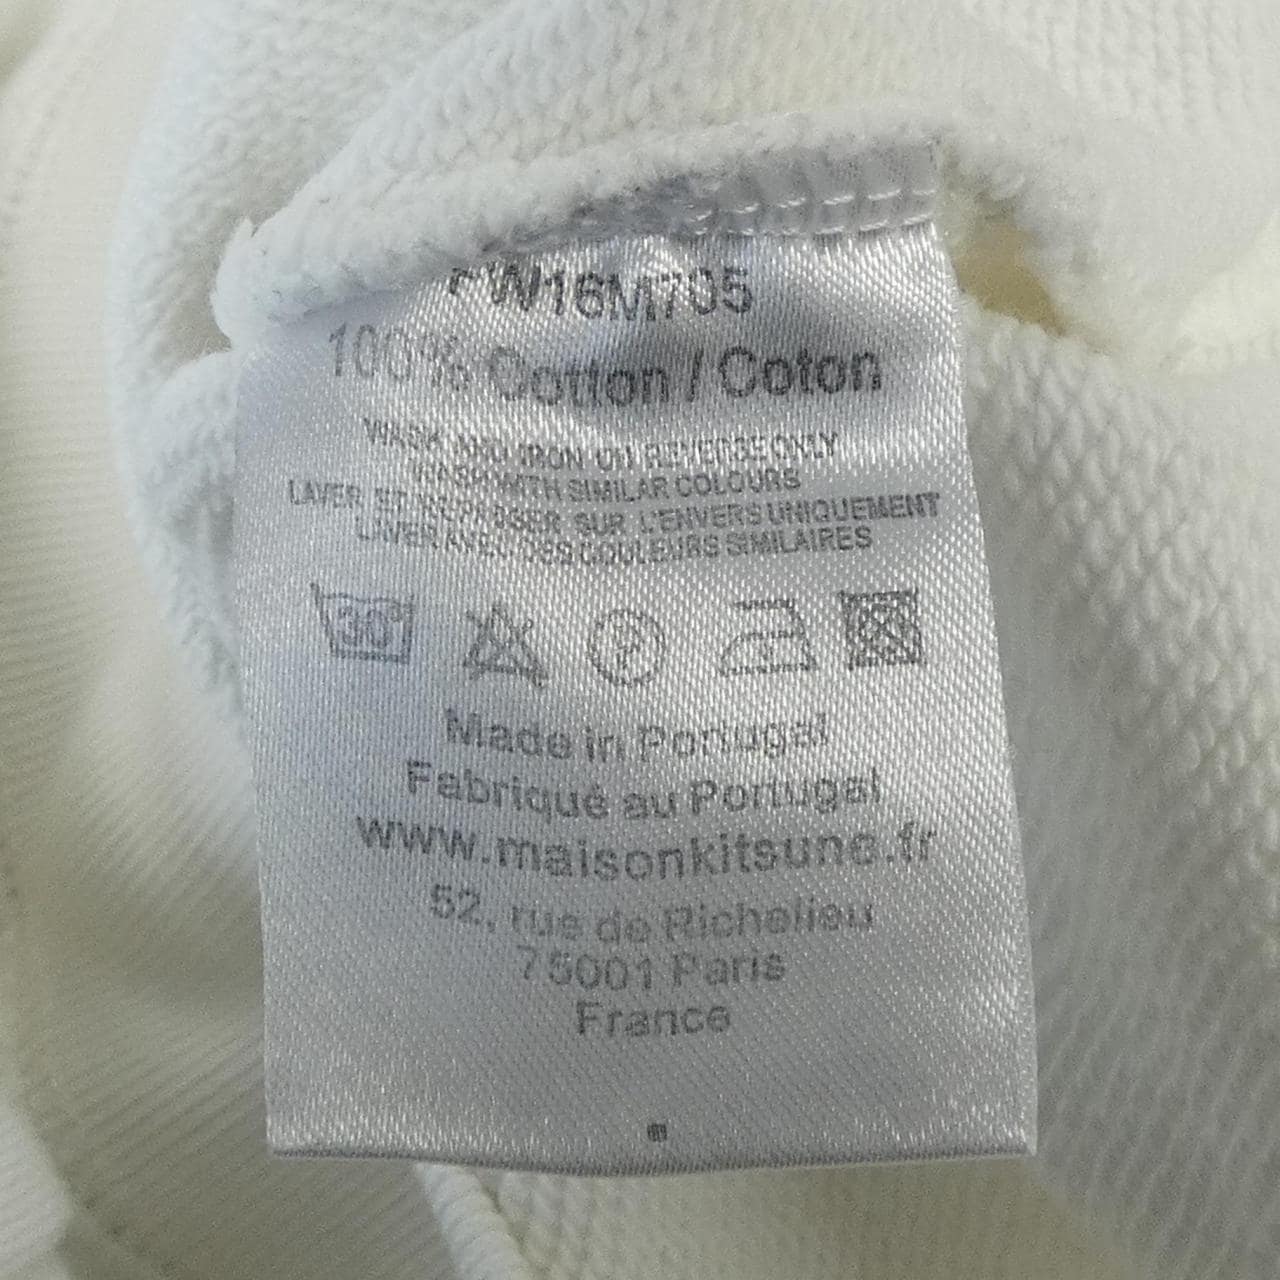 FW16M705
100% Cotton / Coton
WASH AND IRON ON REVERSE ONLY
WASH WITH SIMILAR COLOURS
LAVER ET REPASSER SUR L'ENVERS UNIQUEMENT
LAVER AVEC DES COULEURS SIMILAIRES
30° P
Made in Portugal
Fabriqué au Portugal
www.maisonkitsune.fr
52, rue de Richelieu
75001 Paris
France